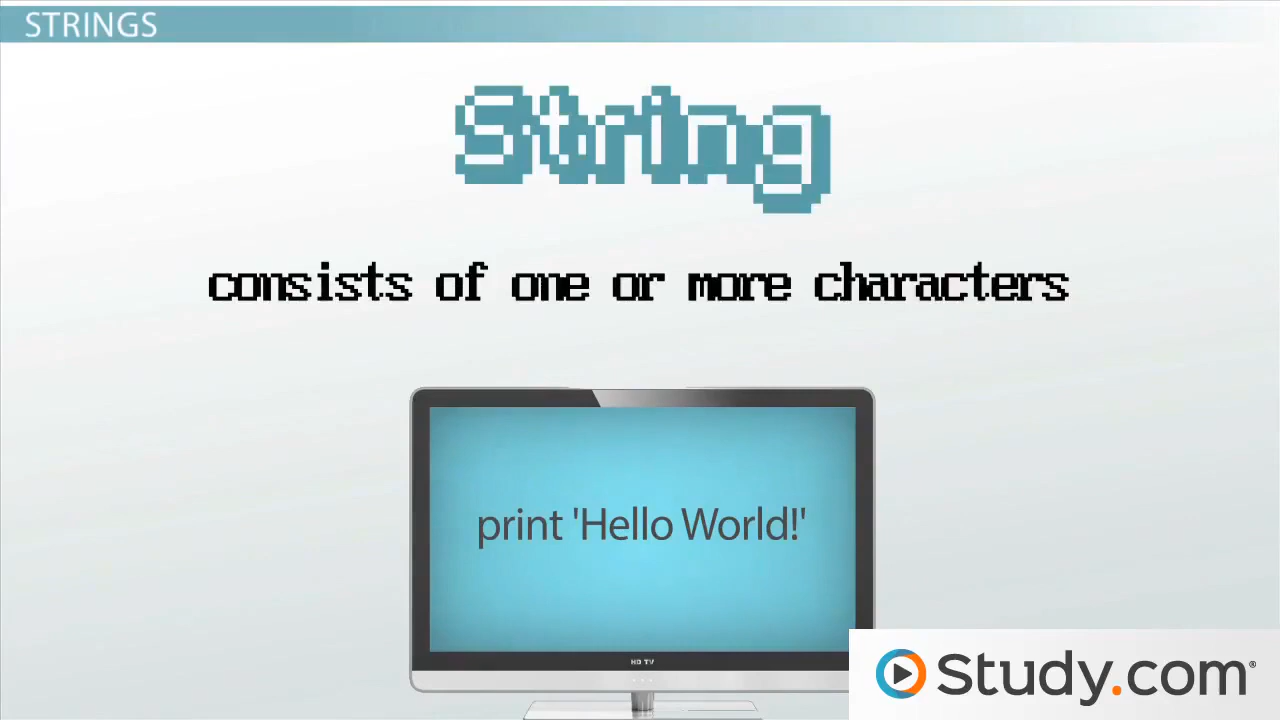 STRINGS
String
consists of one or more characters
print 'Hello World!'
HD TV
Study.com®